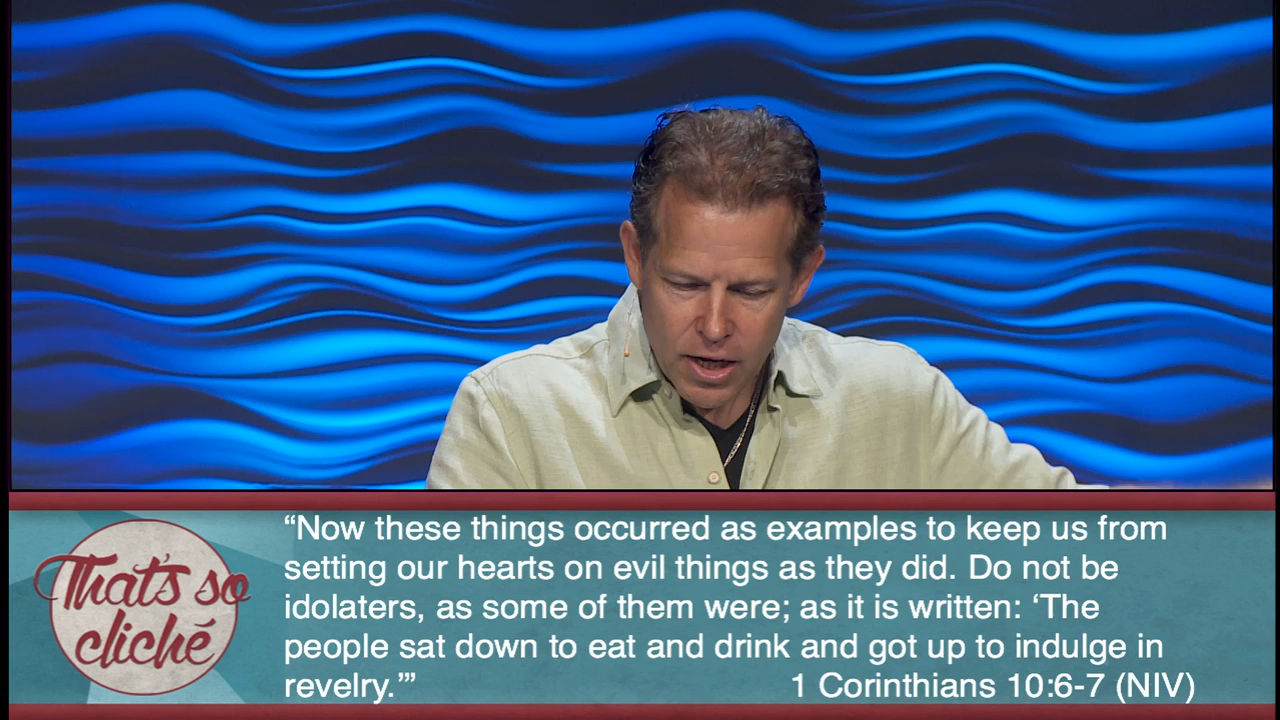 That's so
cliché
“Now these things occurred as examples to keep us from
setting our hearts on evil things as they did. Do not be
idolaters, as some of them were; as it is written: ‘The
people sat down to eat and drink and got up to indulge in
revelry.’” 1 Corinthians 10:6-7 (NIV)